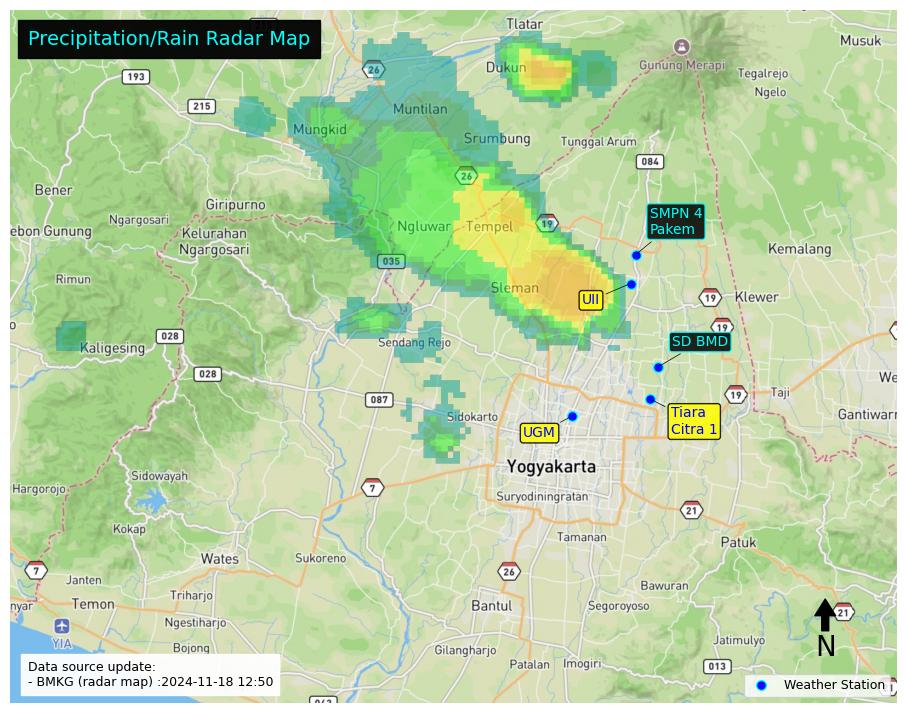 Precipitation/Rain Radar Map
Tlatar
Musuk
26
Dukun
Gunung Merapi
193
Tegalrejo
Ngelo
215
Muntilan
Mungkid
Srumbung
Tunggal Arum
084
26
Bener
Giripurno
SMPN 4
Pakem
Ngargosari
ebon Gunung
Kelurahan
Ngargosari
Ngluwar
Tempel
19
Kemalang
035
Rimun
Sleman
UII
19
Klewer
028
19
Sendang Rejo
SD BMD
Kaligesing
028
087
Sidokarto
19
Taji
We
Tiara
Citra 1
Gantiwarn
UGM
Yogyakarta
Sidowayah
Hargorojo
7
Suryodiningratan
21
Kokap
Tamanan
Patuk
Wates
Sukoreno
7
26
Janten
Bawuran
Triharjo
nyar
Temon
Bantul
Segoroyoso
21
Ngestiharjo
YIA
Jatimulyo
N
Bojong
Gilangharjo
Patalan
Imogiri
013
Data source update:
- BMKG (radar map) :2024-11-18 12:50
Weather Station